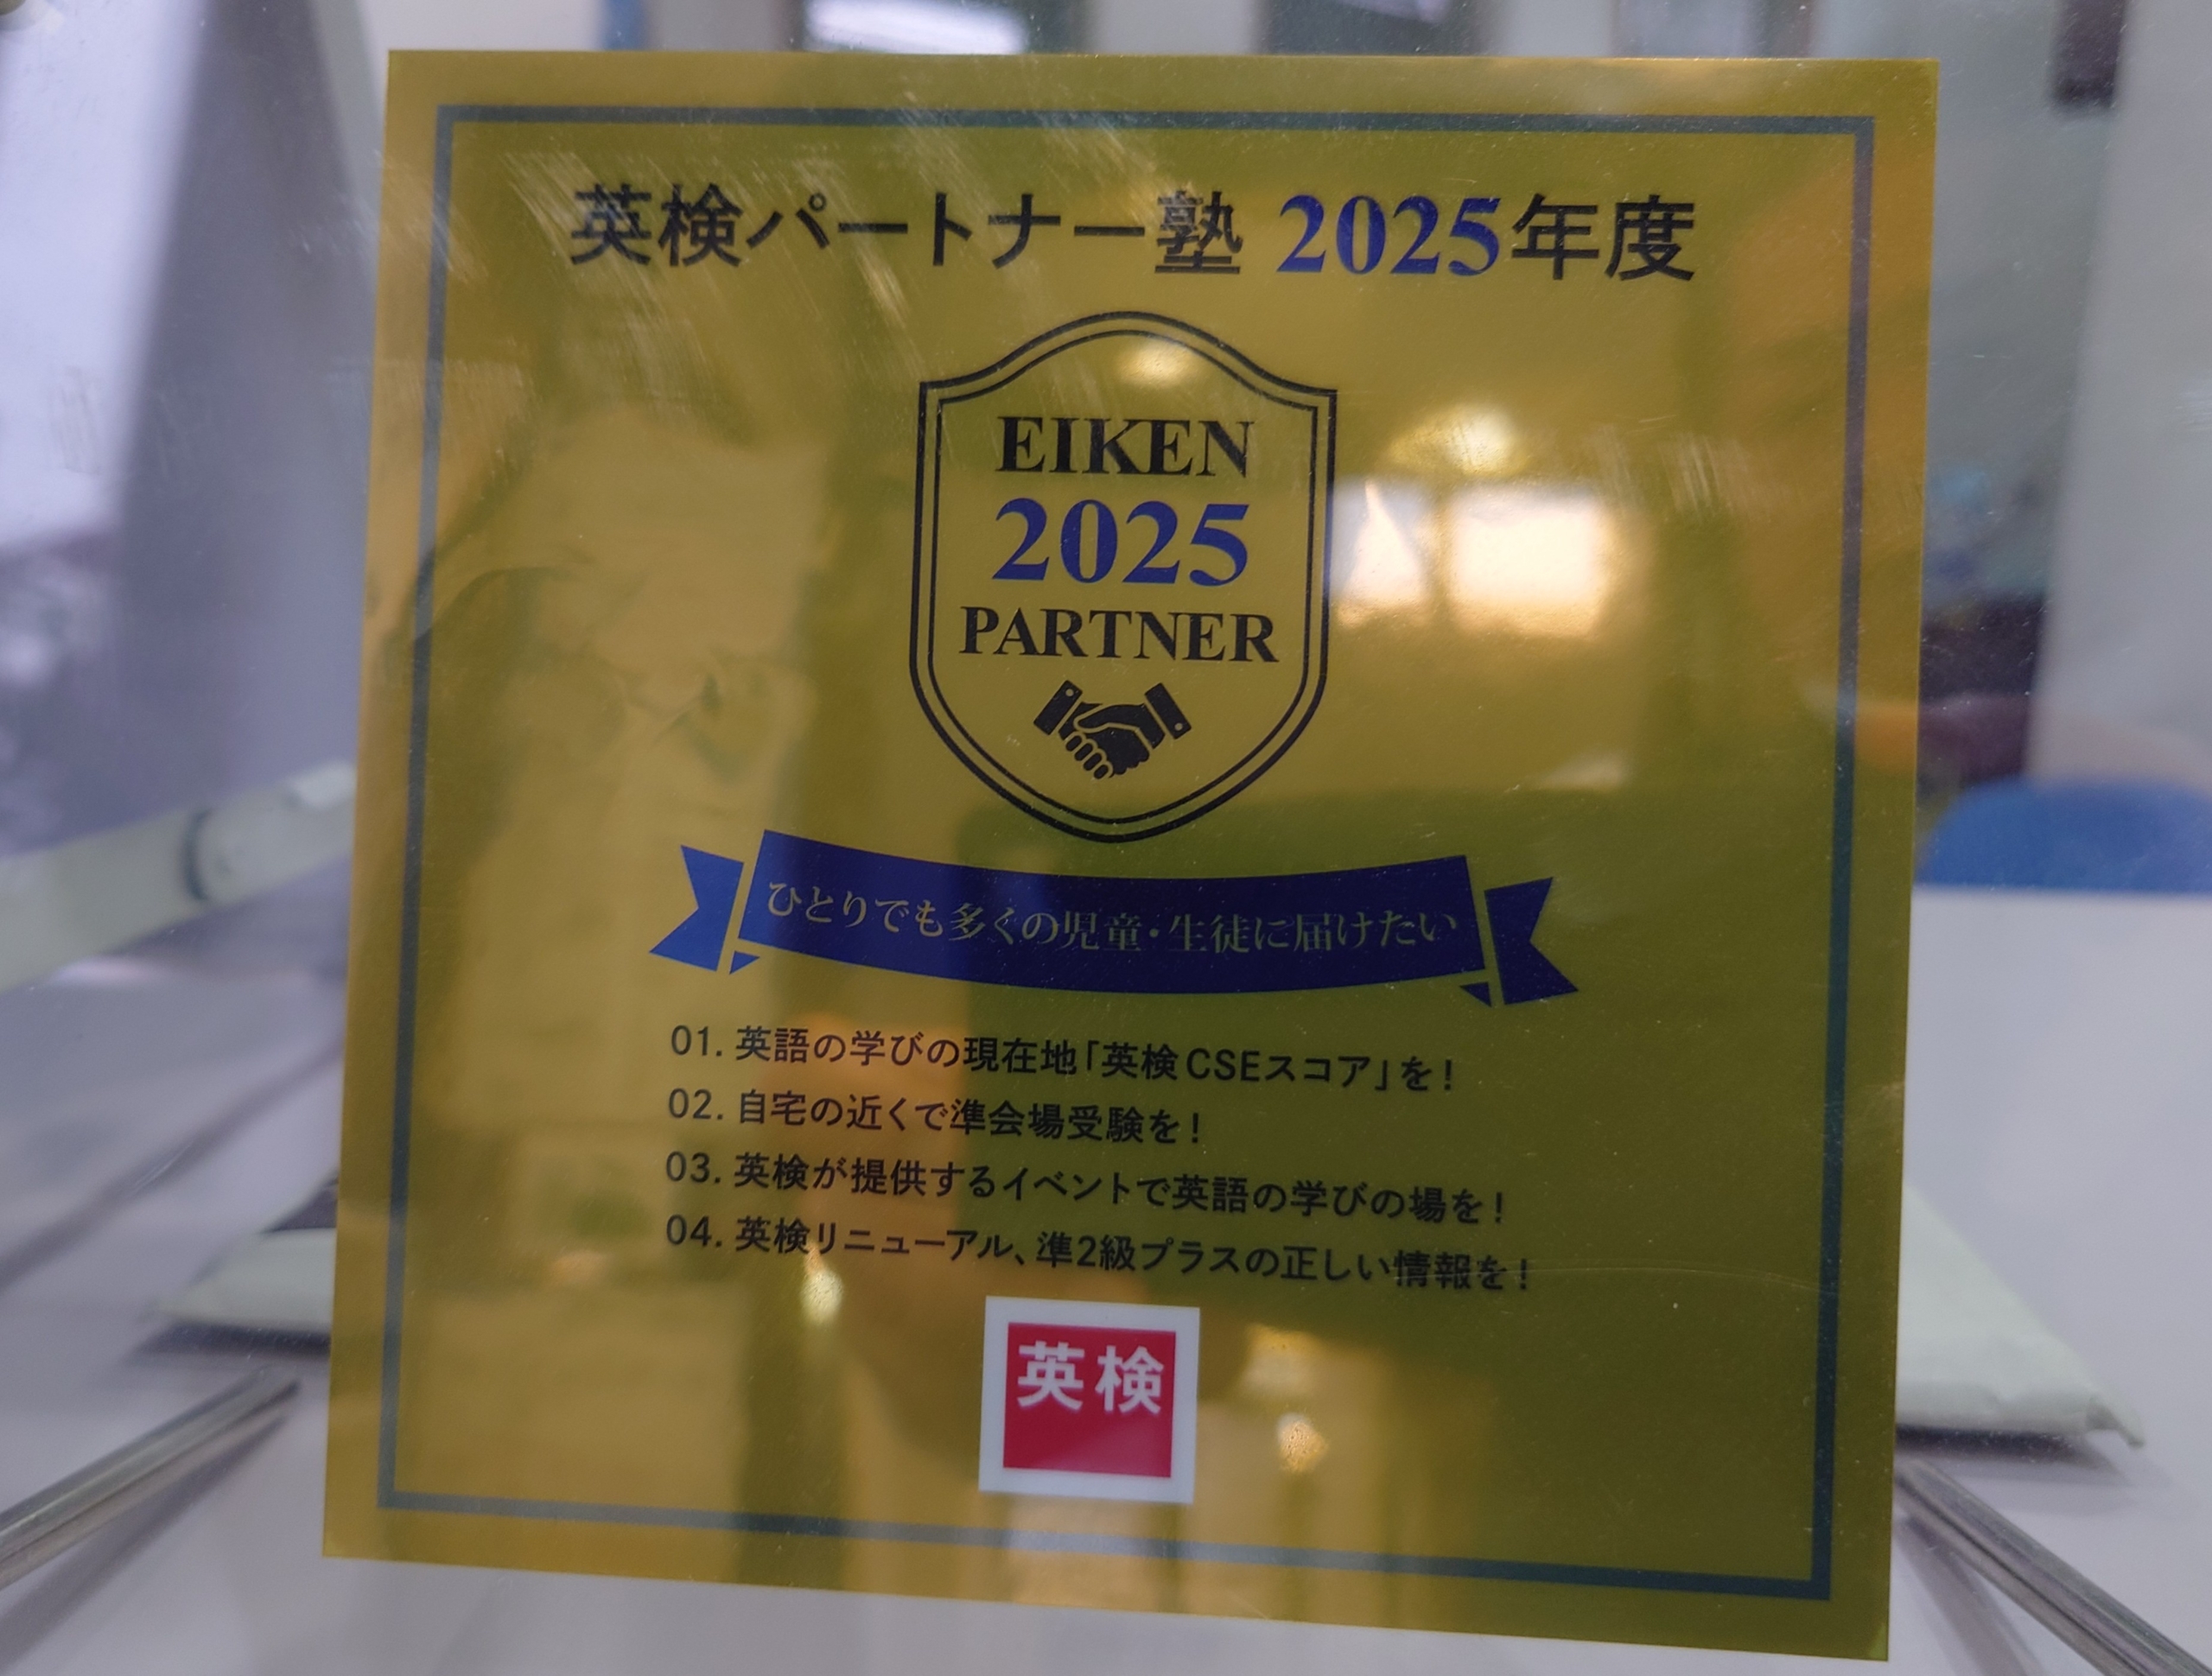 英検パートナー塾 2025年度
EIKEN
2025
PARTNER
ひとりでも多くの児童・生徒に届けたい
01. 英語の学びの現在地「英検CSEスコア」を!
02. 自宅の近くで準会場受験を!
03. 英検が提供するイベントで英語の学びの場を!
04. 英検リニューアル、準2級プラスの正しい情報を!
英検